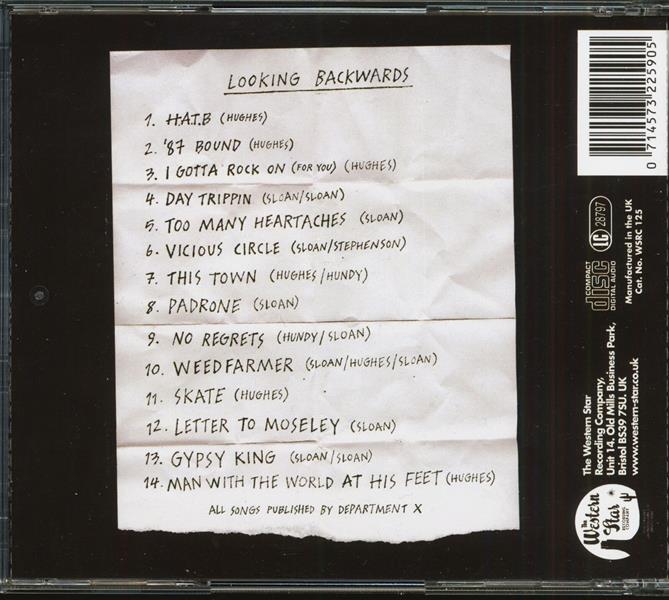 LOOKING BACKWARDS
1. H.A.T.B (HUGHES)
2. '87 BOUND (HUGHES)
3. I GOTTA ROCK ON (FOR YOU) (HUGHES)
4. DAY TRIPPIN (SLOAN/SLOAN)
5. TOO MANY HEARTACHES (SLOAN)
6. VICIOUS CIRCLE (SLOAN/STEPHENSON)
7. THIS TOWN (HUGHES/HUNDY)
8. PADRONE (SLOAN)
9. NO REGRETS (HUNDY/SLOAN)
10. WEEDFARMER (SLOAN/HUGHES/SLOAN)
11. SKATE (HUGHES)
12. LETTER TO MOSELEY (SLOAN)
13. GYPSY KING (SLOAN/SLOAN)
14. MAN WITH THE WORLD AT HIS FEET (HUGHES)
ALL SONGS PUBLISHED BY DEPARTMENT X
0 714573 225905
LC 28797
COMPACT
disc
DIGITAL AUDIO
Manufactured in the UK
Cat. No. WSRC 125
The Western Star
Recording Company,
Unit 14, Old Mills Business Park,
Bristol BS39 7SU. UK
www.western-star.co.uk
The
Western
Star
RECORDING
COMPANY